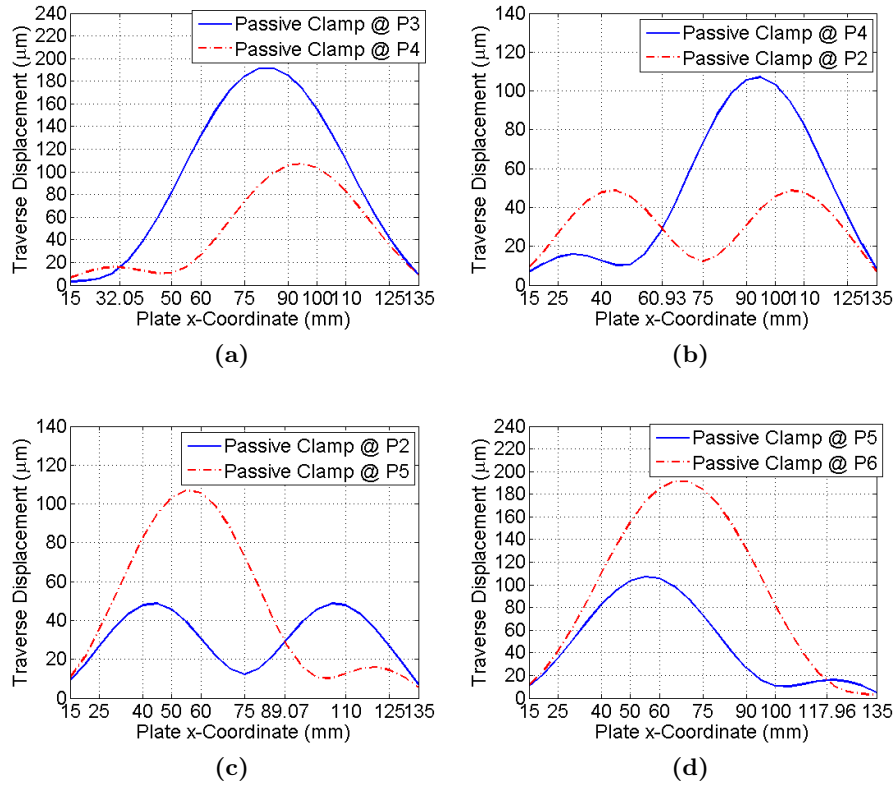 Traverse Displacement (µm)
280
260
240
220
200
180
160
140
120
100
80
60
40
20
0
Passive Clamp @ P3
Passive Clamp @ P4
15 32.05 50 60 75 90 100 110 125 135
Plate x-Coordinate (mm)
(a)
Traverse Displacement (µm)
140
120
100
80
60
40
20
0
Passive Clamp @ P4
Passive Clamp @ P2
15 25 40 60.93 75 90 100 110 125 135
Plate x-Coordinate (mm)
(b)
Traverse Displacement (µm)
140
120
100
80
60
40
20
0
Passive Clamp @ P2
Passive Clamp @ P5
15 25 40 50 60 75 89.07 110 125 135
Plate x-Coordinate (mm)
(c)
Traverse Displacement (µm)
240
220
200
180
160
140
120
100
80
60
40
20
0
Passive Clamp @ P5
Passive Clamp @ P6
15 25 40 50 60 75 90 100 117.96 135
Plate x-Coordinate (mm)
(d)